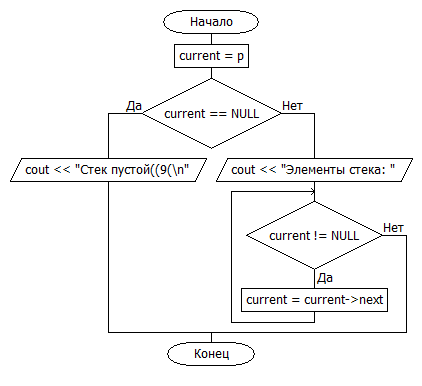 Начало
current = p
current == NULL
Да
Нет
cout << "Стек пустой((9(\n"
cout << "Элементы стека: "
current != NULL
Нет
Да
current = current->next
Конец